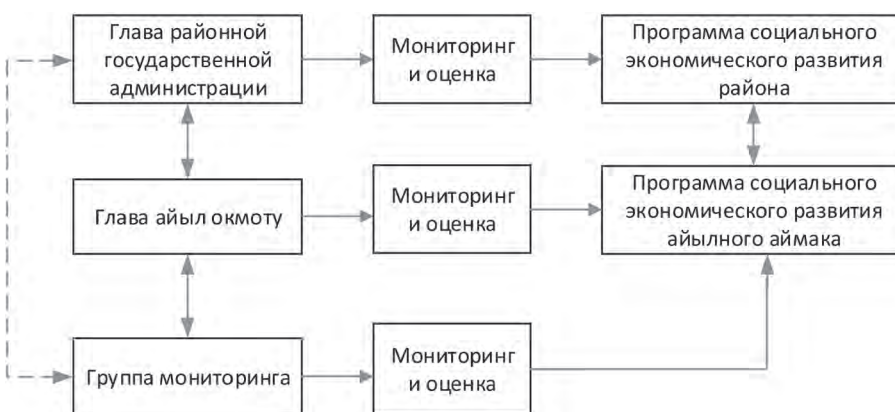 Глава районной
государственной
администрации
Мониторинг
и оценка
Программа социального
экономического развития
района
Глава айыл окмоту
Мониторинг
и оценка
Программа социального
экономического развития
айылного аймака
Группа мониторинга
Мониторинг
и оценка